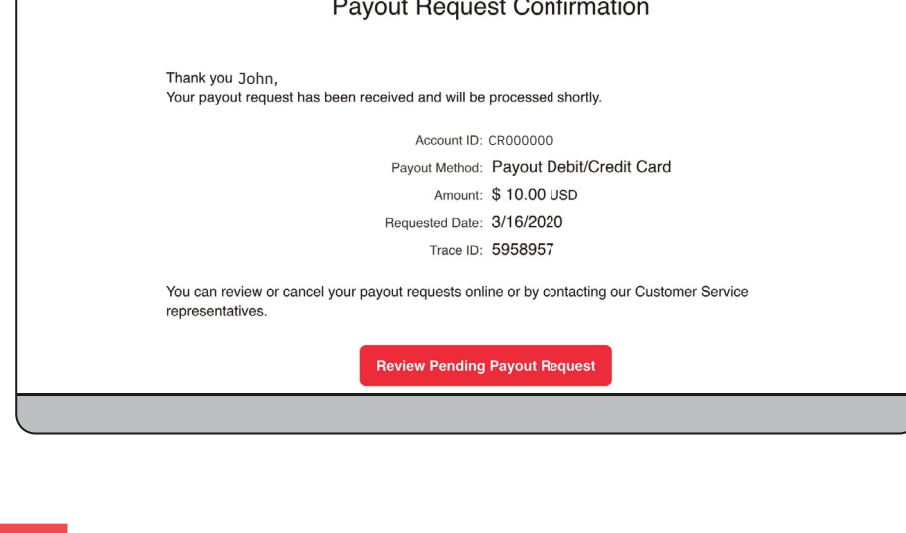 Payout Request Confirmation
Thank you John,
Your payout request has been received and will be processed shortly.
Account ID: CR000000
Payout Method: Payout Debit/Credit Card
Amount: $ 10.00 USD
Requested Date: 3/16/2020
Trace ID: 5958957
You can review or cancel your payout requests online or by contacting our Customer Service
representatives.
Review Pending Payout Request